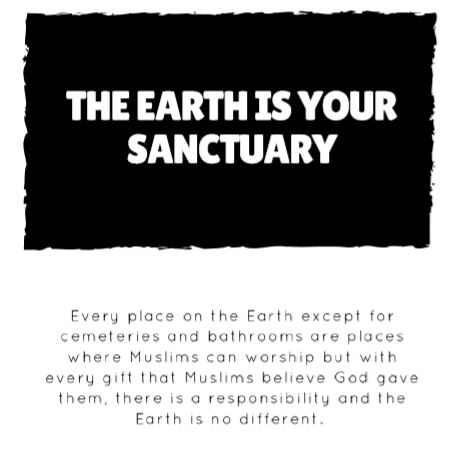 THE EARTH IS YOUR
SANCTUARY
Every place on the Earth except for
cemeteries and bathrooms are places
where Muslims can worship but with
every gift that Muslims believe God gave
them, there is a responsibility and the
Earth is no different.